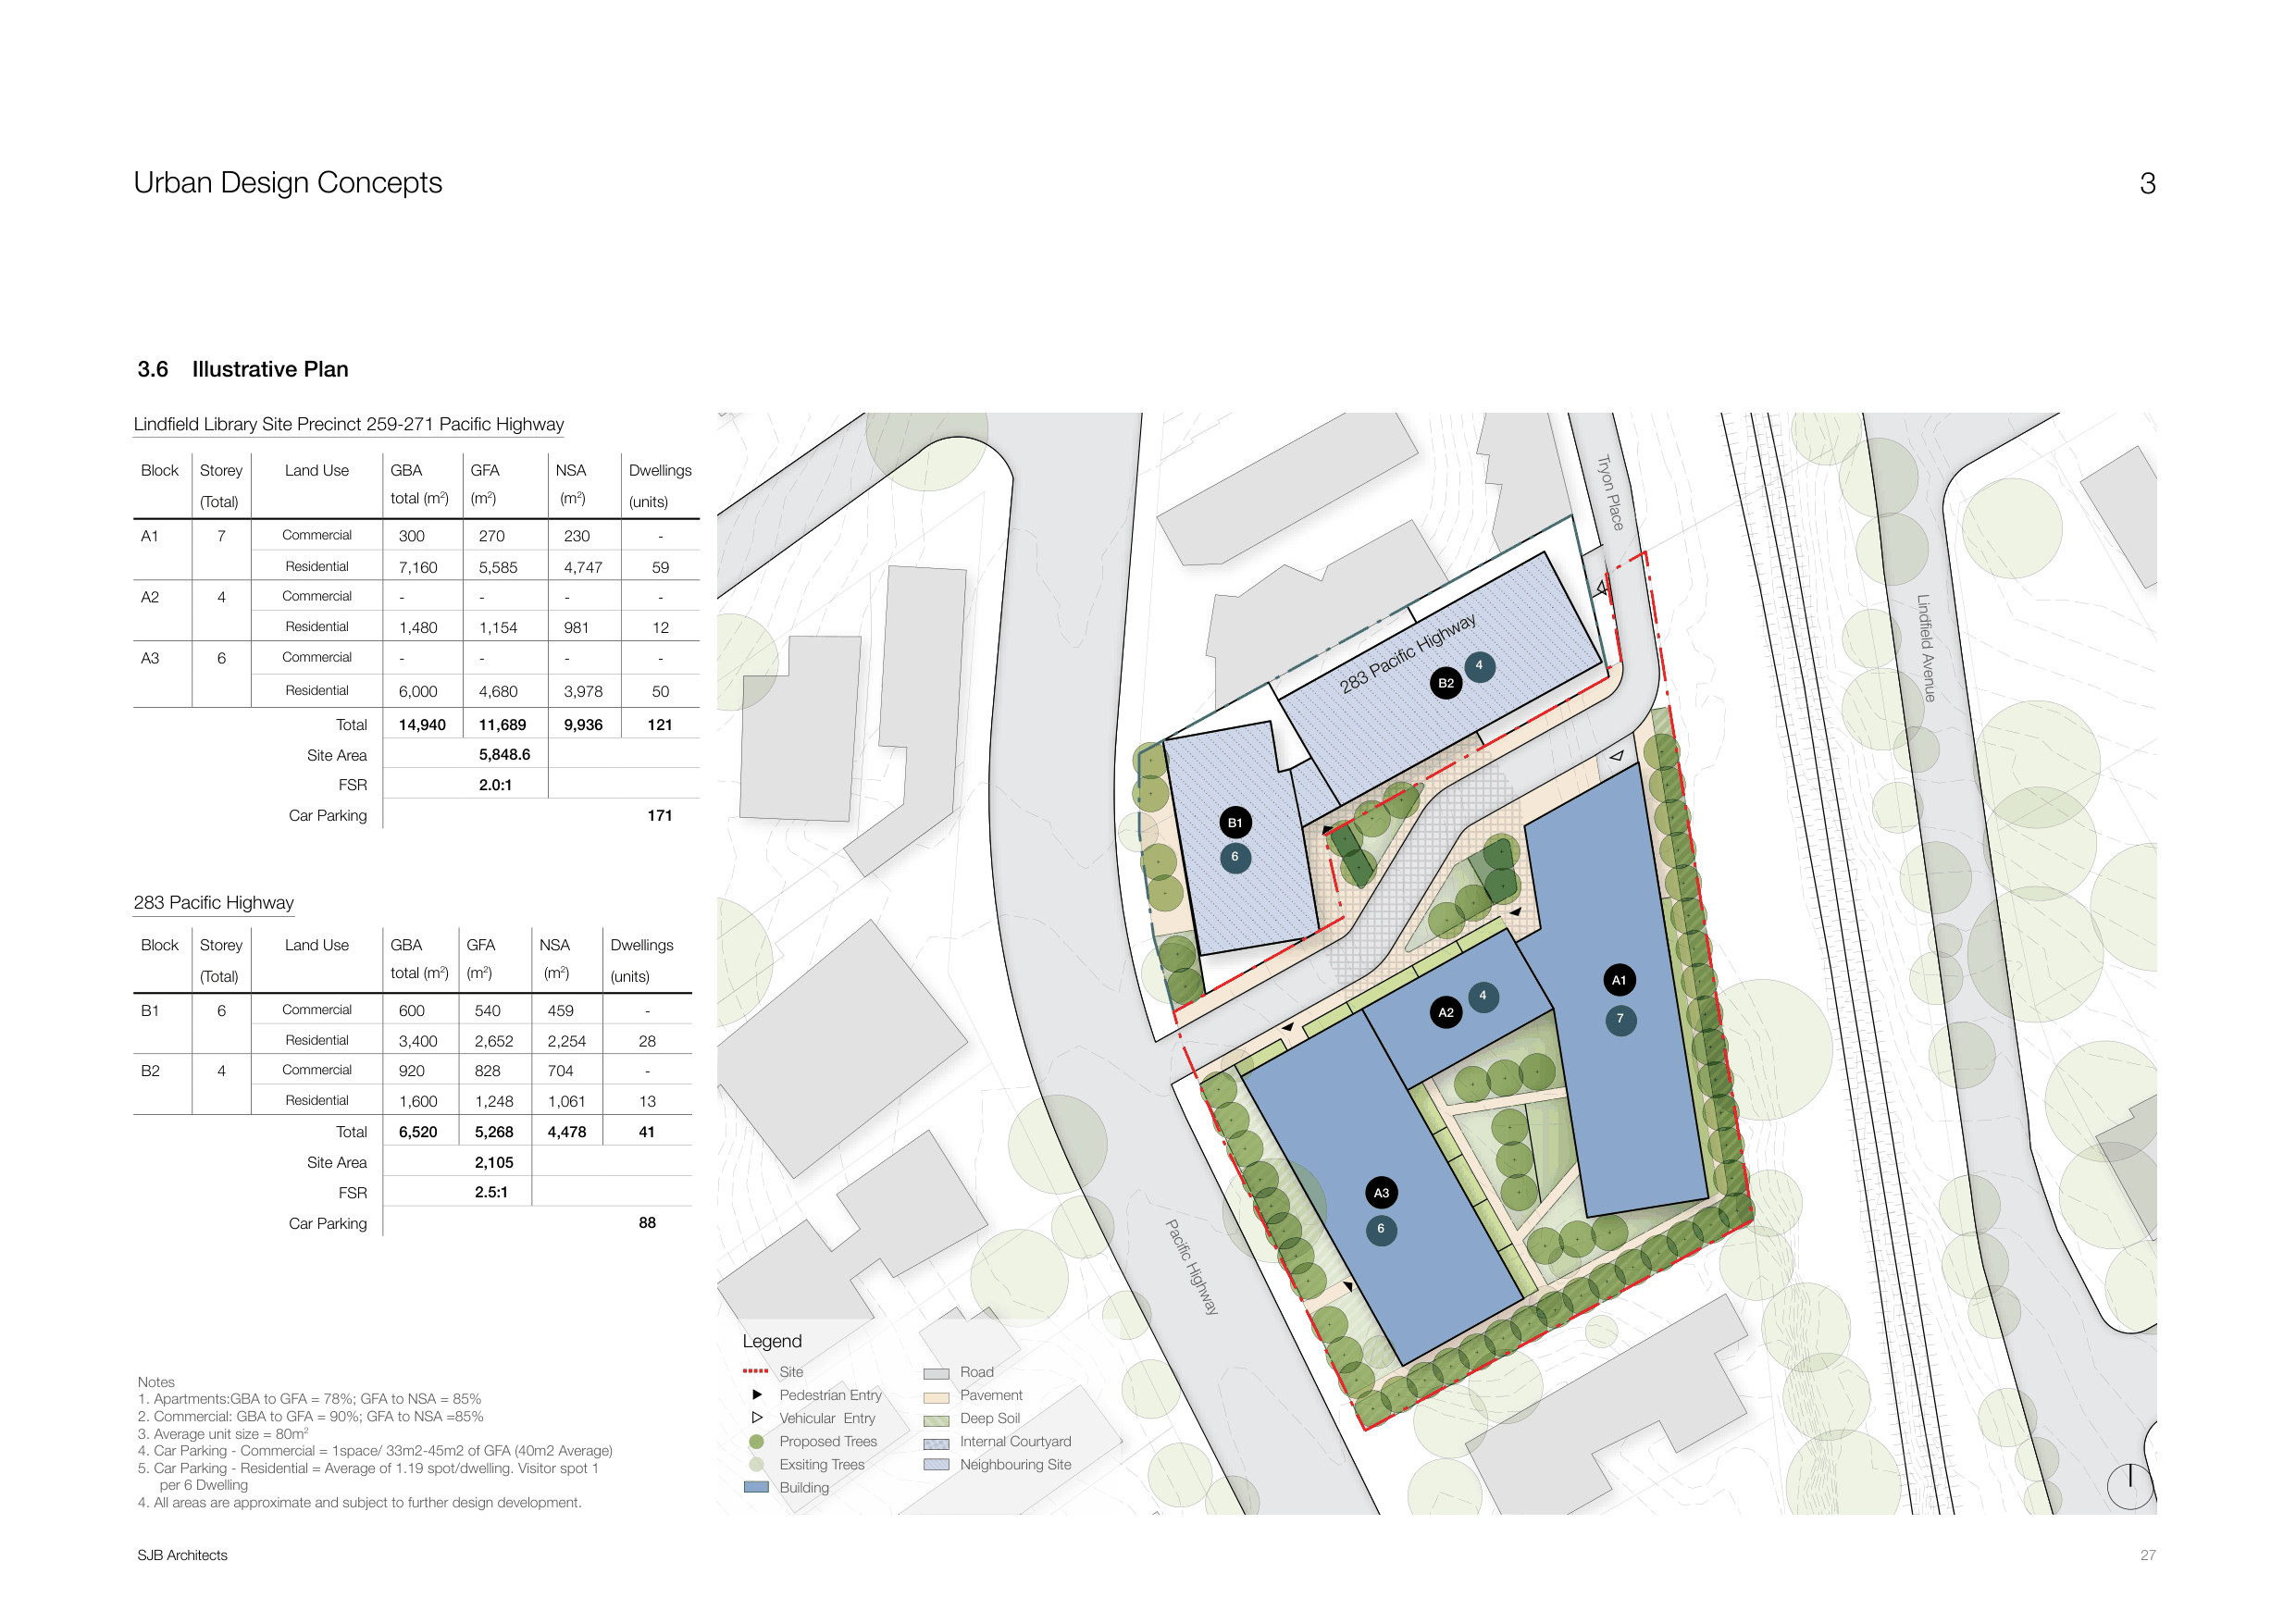 Urban Design Concepts
3
3.6 Illustrative Plan
Lindfield Library Site Precinct 259-271 Pacific Highway
Block Storey (Total) Land Use GBA total (m²) GFA (m²) NSA (m²) Dwellings (units)
A1 7 Commercial 300 270 230 -
Residential 7,160 5,585 4,747 59
A2 4 Commercial - - - -
Residential 1,480 1,154 981 12
A3 6 Commercial - - - -
Residential 6,000 4,680 3,978 50
Total 14,940 11,689 9,936 121
Site Area 5,848.6
FSR 2.0:1
Car Parking 171
283 Pacific Highway
Block Storey (Total) Land Use GBA total (m²) GFA (m²) NSA (m²) Dwellings (units)
B1 6 Commercial 600 540 459 -
Residential 3,400 2,652 2,254 28
B2 4 Commercial 920 828 704 -
Residential 1,600 1,248 1,061 13
Total 6,520 5,268 4,478 41
Site Area 2,105
FSR 2.5:1
Car Parking 88
Notes
1. Apartments:GBA to GFA = 78%; GFA to NSA = 85%
2. Commercial: GBA to GFA = 90%; GFA to NSA =85%
3. Average unit size = 80m²
4. Car Parking - Commercial = 1space/ 33m2-45m2 of GFA (40m2 Average)
5. Car Parking - Residential = Average of 1.19 spot/dwelling. Visitor spot 1
per 6 Dwelling
4. All areas are approximate and subject to further design development.
Tryon Place
Lindfield Avenue
283 Pacific Highway
B2
4
B1
6
A1
7
A2
4
A3
6
Pacific Highway
Legend
Site
Pedestrian Entry
Vehicular Entry
Proposed Trees
Exsiting Trees
Building
Road
Pavement
Deep Soil
Internal Courtyard
Neighbouring Site
SJB Architects
27